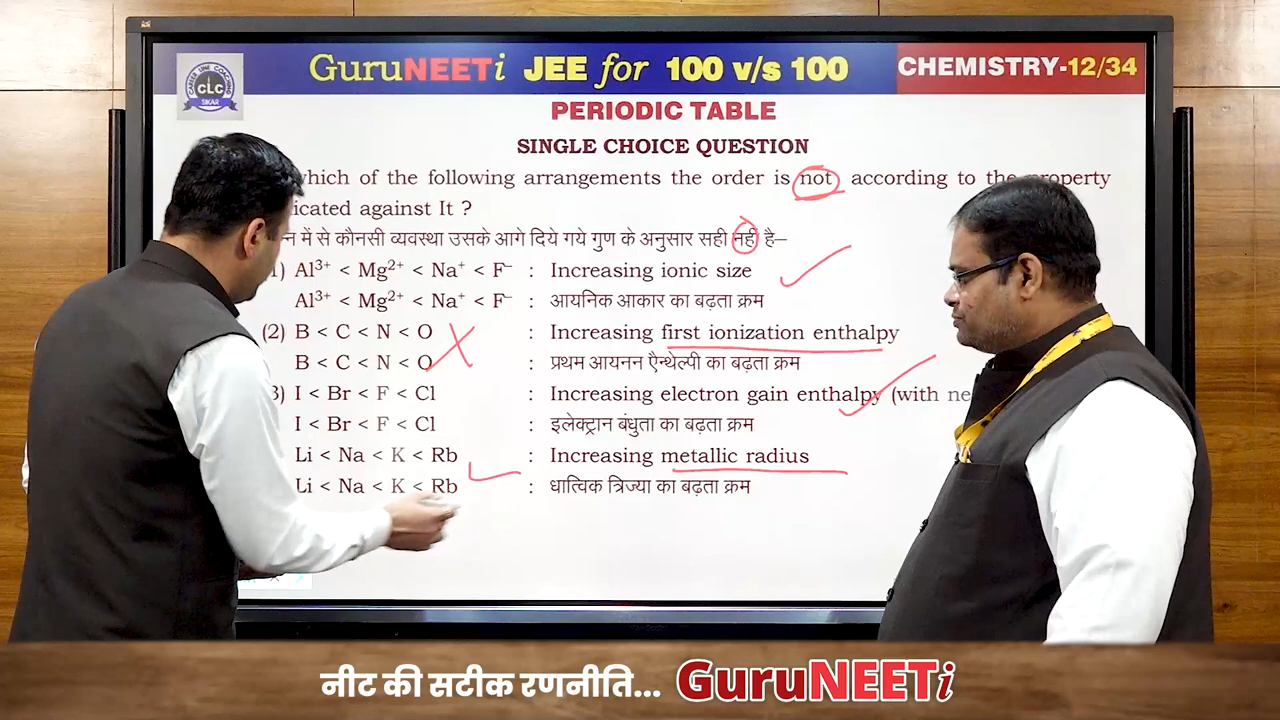 GuruNEETi JEE for 100 v/s 100
CHEMISTRY-12/34
CAREER LINE COACHING
CLC
SIKAR
PERIODIC TABLE
SINGLE CHOICE QUESTION
which of the following arrangements the order is not according to the property
icated against It ?
में से कौनसी व्यवस्था उसके आगे दिये गये गुण के अनुसार सही नही है–
1) Al³⁺ < Mg²⁺ < Na⁺ < F⁻ : Increasing ionic size
Al³⁺ < Mg²⁺ < Na⁺ < F⁻ : आयनिक आकार का बढ़ता क्रम
(2) B < C < N < O : Increasing first ionization enthalpy
B < C < N < O : प्रथम आयनन ऐन्थेल्पी का बढ़ता क्रम
3) I < Br < F < Cl : Increasing electron gain enthalpy (with ne
I < Br < F < Cl : इलेक्ट्रान बंधुता का बढ़ता क्रम
Li < Na < K < Rb : Increasing metallic radius
Li < Na < K < Rb : धात्विक त्रिज्या का बढ़ता क्रम
नीट की सटीक रणनीति... GuruNEETi